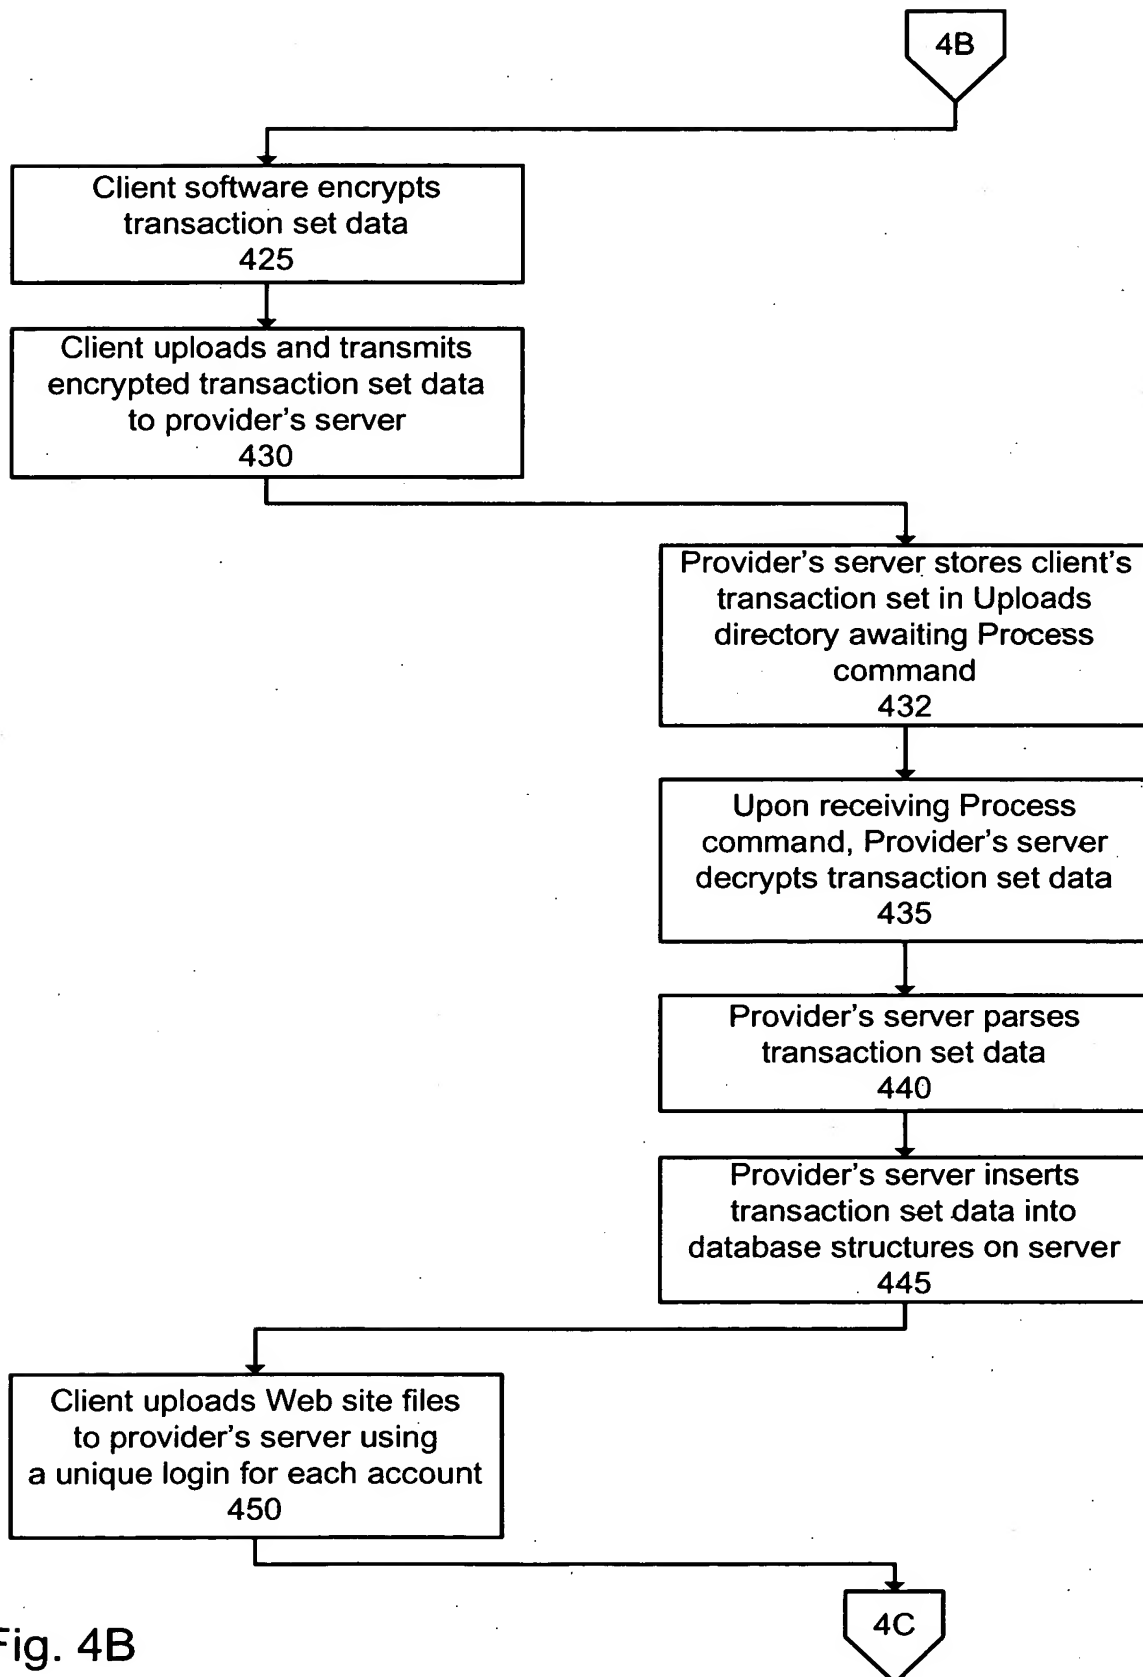 4B
Client software encrypts
transaction set data
425
Client uploads and transmits
encrypted transaction set data
to provider's server
430
Provider's server stores client's
transaction set in Uploads
directory awaiting Process
command
432
Upon receiving Process
command, Provider's server
decrypts transaction set data
435
Provider's server parses
transaction set data
440
Provider's server inserts
transaction set data into
database structures on server
445
Client uploads Web site files
to provider's server using
a unique login for each account
450
4C
Fig. 4B